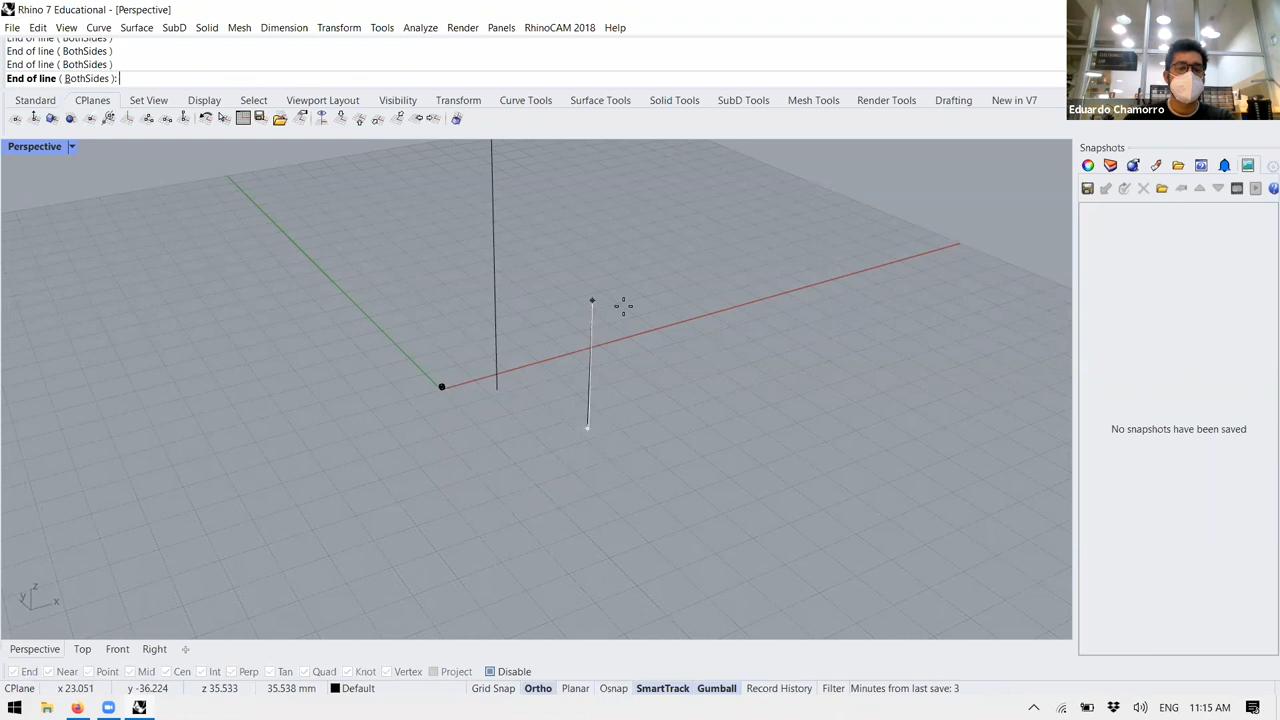 Rhino 7 Educational - [Perspective]
File Edit View Curve Surface SubD Solid Mesh Dimension Transform Tools Analyze Render Panels RhinoCAM 2018 Help
End of line ( BothSides )
End of line ( BothSides )
End of line ( BothSides )
End of line ( BothSides ):
Standard CPlanes Set View Display Select Viewport Layout Visibility Transform Curve Tools Surface Tools Solid Tools SubD Tools Mesh Tools Render Tools Drafting New in V7
Eduardo Chamorro
Perspective
Snapshots
No snapshots have been saved
z
y
x
Perspective Top Front Right
End Near Point Mid Cen Int Perp Tan Quad Knot Vertex Project Disable
CPlane x 23.051 y -36.224 z 35.533 35.538 mm Default Grid Snap Ortho Planar Osnap SmartTrack Gumball Record History Filter Minutes from last save: 3
ENG 11:15 AM